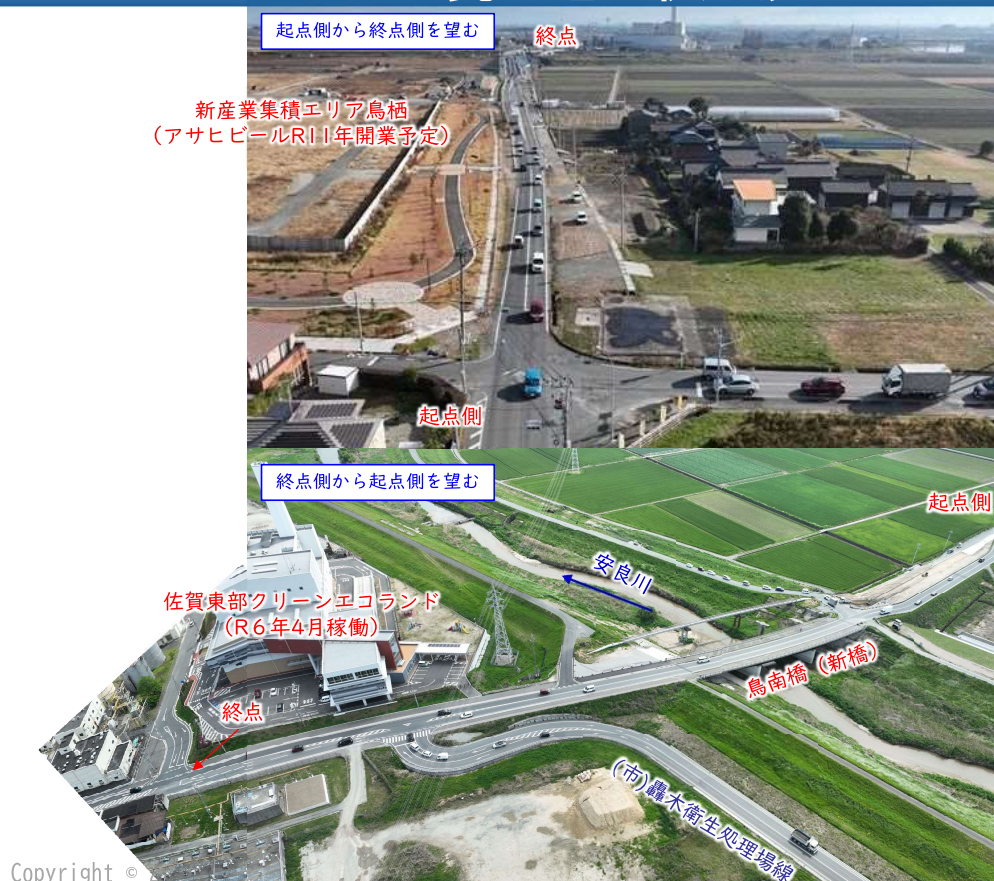 起点側から終点側を望む
終点
新産業集積エリア鳥栖
（アサヒビールR11年開業予定）
起点側
終点側から起点側を望む
起点側
安良川
佐賀東部クリーンエコランド
（R6年4月稼働）
鳥南橋（新橋）
終点
(市)轟木衛生処理場線
Copyright ©